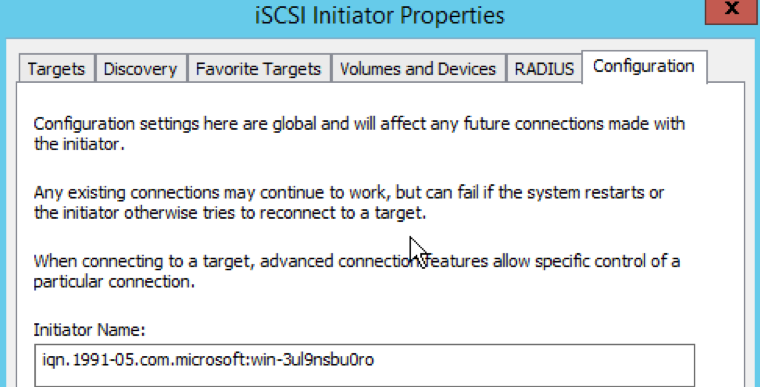 iSCSI Initiator Properties
x
Targets Discovery Favorite Targets Volumes and Devices RADIUS Configuration
Configuration settings here are global and will affect any future connections made with
the initiator.
Any existing connections may continue to work, but can fail if the system restarts or
the initiator otherwise tries to reconnect to a target.
When connecting to a target, advanced connection features allow specific control of a
particular connection.
Initiator Name:
iqn.1991-05.com.microsoft:win-3ul9nsbu0ro